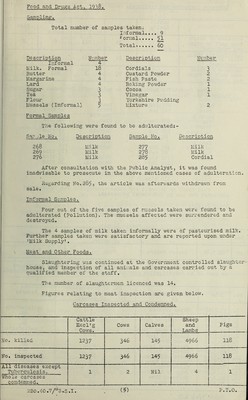 Food and Drugs Act, 1938.
Sampling.
Total number of samples taken:
Informal.... 9
Formal...... 51
Total...... 60
Description Number Description Number
Milk, Informal 4 Cordials 3
Milk, Formal 18 Custard Powder 2
Butter 4 Fish Paste 2
Margarine 4 Baking Powder 1
Lard 4 Cocoa 1
Sugar 3 Vinegar 1
Tea 3 Yorkshire Pudding
Flour Mixture 2
Mussels (Informal) 5
Formal Samples
The following were found to be adulterated:-
Sample No. Description Sample No. Description
268 Milk 277 Milk
269 Milk 278 Milk
276 Milk 205 Cordial
After consultation with the Public Analyst, it was found
inadvisable to prosecute in the above mentioned cases of adulteration.
Regarding No.205, the article was afterwards withdrawn from
sale.
Informal Samples.
Four out of the five samples of mussels taken were found to be
adulterated (Pollution). The mussels affected were surrendered and
destroyed.
The 4 samples of milk taken informally were of pasteurised milk.
Further samples taken were satisfactory and are reported upon under
'Milk Supply'.
Meat and Other Foods.
Slaughtering was continued at the Government controlled slaughter-
house, and inspection of all animals and carcases carried out by a
qualified member of the staff.
The number of slaughtermen licenced was 14.
Figures relating to meat inspection are given below.
Carcases Inspected and Condemned.
Cattle Excl'g Cows. Cows Calves Sheep and Lambs Pigs
No. killed 1237 346 145 4966 118
No. inspected 1237 346 145 4966 118
All diseases except Tuberculosis.
Whole carcases condemned. 1 2 Nil 4 1
(6) P.T.O.